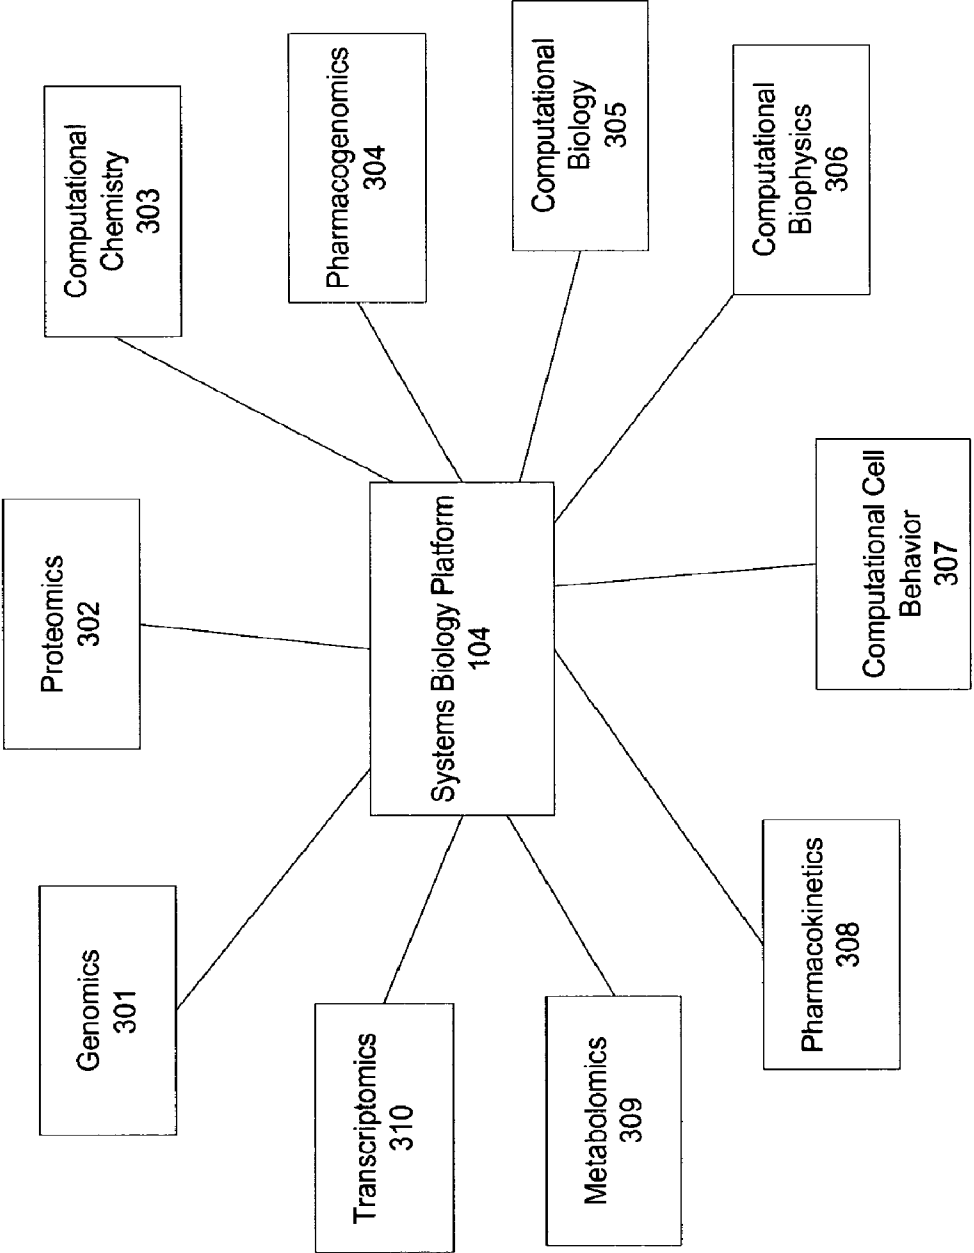 Genomics
301
Proteomics
302
Computational
Chemistry
303
Pharmacogenomics
304
Computational
Biology
305
Computational
Biophysics
306
Computational Cell
Behavior
307
Pharmacokinetics
308
Metabolomics
309
Transcriptomics
310
Systems Biology Platform
104